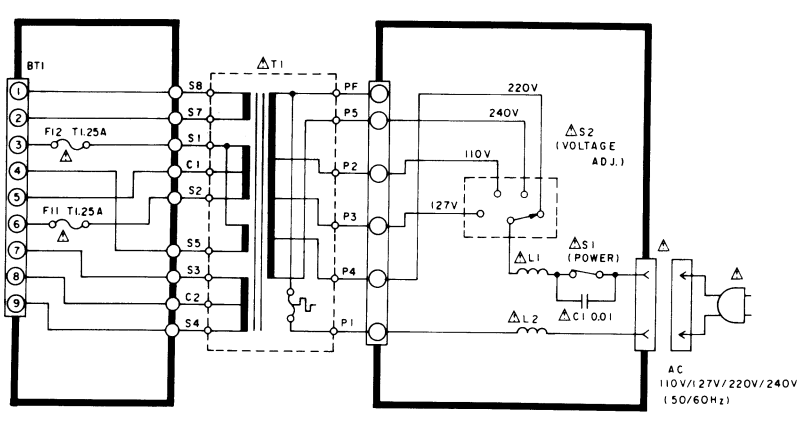 BT1
1
2
3
4
5
6
7
8
9
F12 T1.25A
F11 T1.25A
S8
S7
S1
C1
S2
S5
S3
C2
S4
T1
PF
P5
P2
P3
P4
P1
220V
240V
110V
127V
S2
(VOLTAGE
ADJ.)
L1
S1
(POWER)
C1 0.01
L2
AC
110V/127V/220V/240V
(50/60Hz)